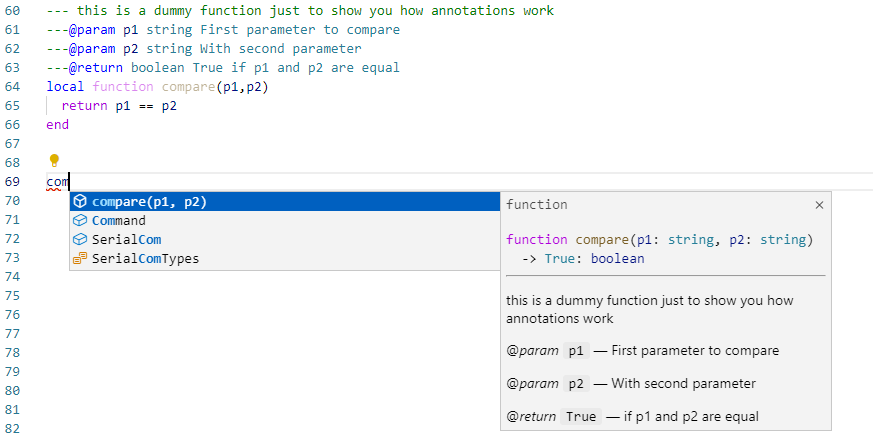 60 --- this is a dummy function just to show you how annotations work
61 ---@param p1 string First parameter to compare
62 ---@param p2 string With second parameter
63 ---@return boolean True if p1 and p2 are equal
64 local function compare(p1,p2)
65 return p1 == p2
66 end
67
68
69 com
70 compare(p1, p2)
71 Command
72 SerialCom
73 SerialComTypes
74
75
76
77
78
79
80
81
82
function ×
function compare(p1: string, p2: string)
-> True: boolean
this is a dummy function just to show you how
annotations work
@param p1 — First parameter to compare
@param p2 — With second parameter
@return True — if p1 and p2 are equal